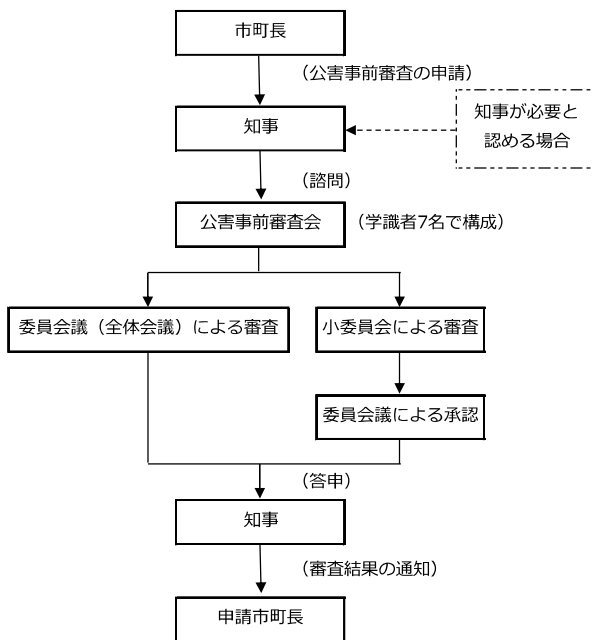 市町長
（公害事前審査の申請）
知事
知事が必要と
認める場合
（諮問）
公害事前審査会
（学識者7名で構成）
委員会議（全体会議）による審査
小委員会による審査
委員会議による承認
（答申）
知事
（審査結果の通知）
申請市町長